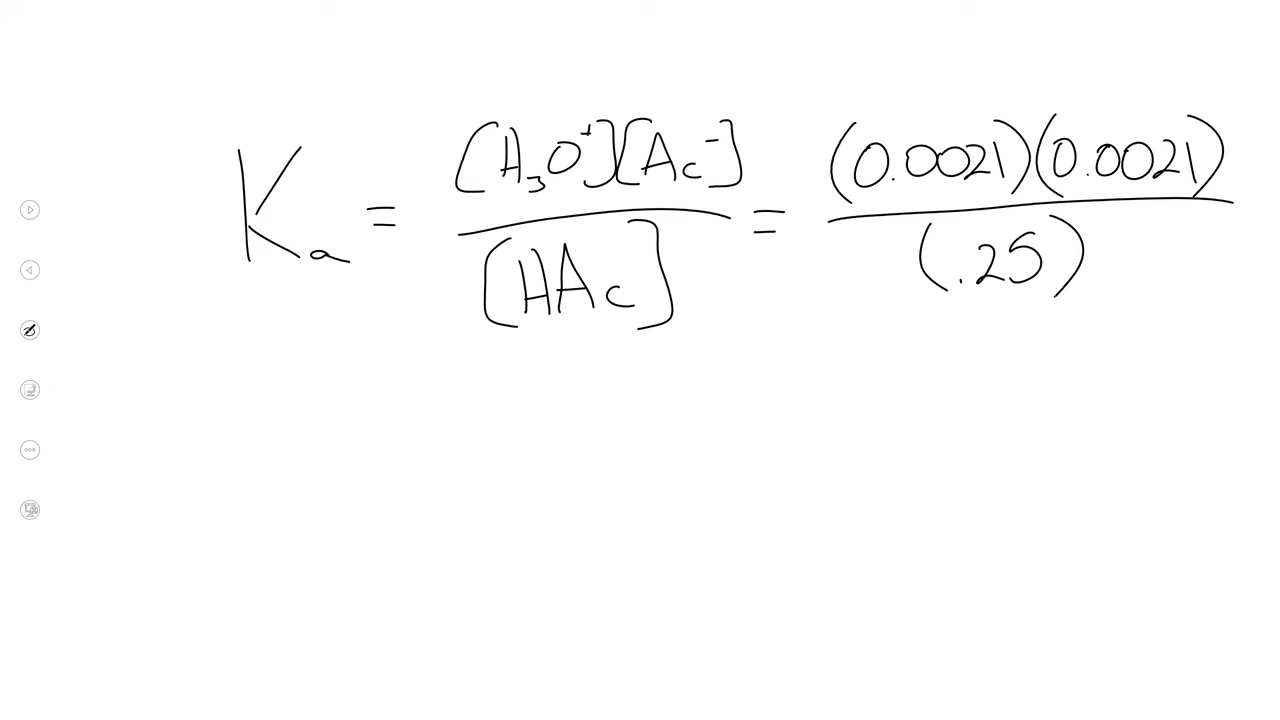 Kₐ = [H₃O⁺][Ac⁻] / [HAc] = (0.0021)(0.0021) / (.25)